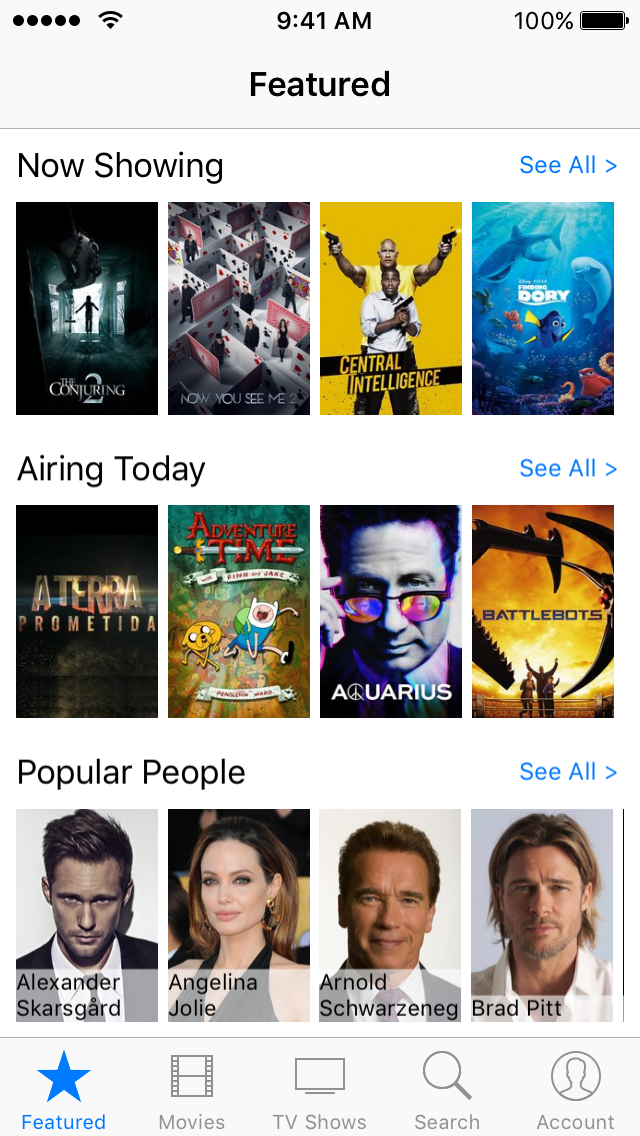 9:41 AM
100%
Featured
Now Showing
See All >
THE
CONJURING
2
NOW YOU SEE ME 2
CENTRAL
INTELLIGENCE
DISNEY PIXAR
FINDING
DORY
Airing Today
See All >
A TERRA
PROMETIDA
ADVENTURE
TIME
WITH
FINN AND JAKE
PENDLETON WARD
AQUARIUS
BATTLEBOTS
Popular People
See All >
Alexander
Skarsgård
Angelina
Jolie
Arnold
Schwarzeneg
Brad Pitt
Featured
Movies
TV Shows
Search
Account